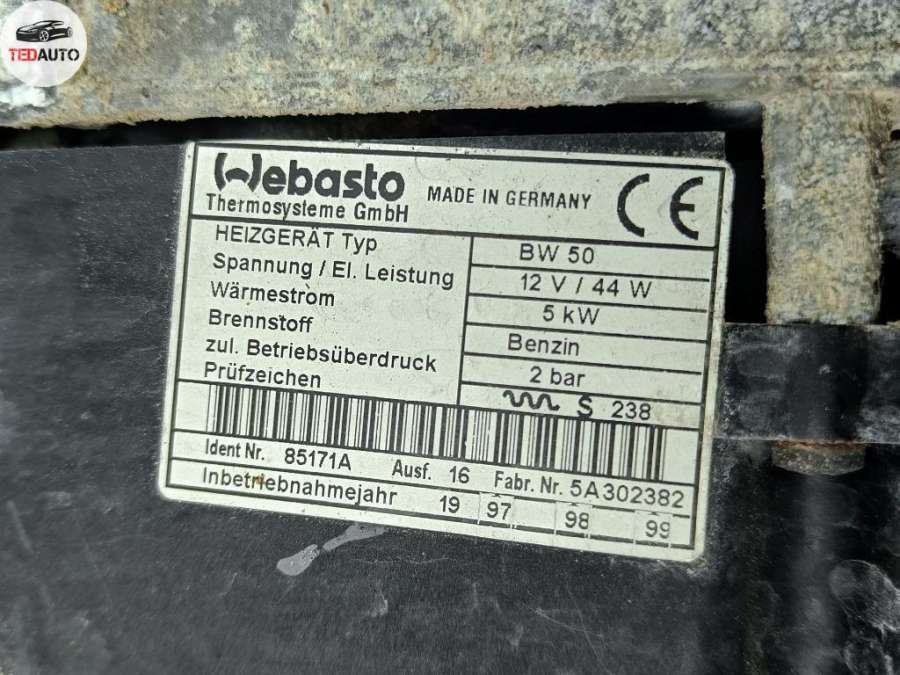 TEDAUTO
Webasto
Thermosysteme GmbH
MADE IN GERMANY
CE
HEIZGERÄT Typ BW 50
Spannung / El. Leistung 12 V / 44 W
Wärmestrom 5 kW
Brennstoff Benzin
zul. Betriebsüberdruck 2 bar
Prüfzeichen S 238
Ident Nr. 85171A Ausf. 16 Fabr. Nr. 5A302382
Inbetriebnahmejahr 19 97 98 99